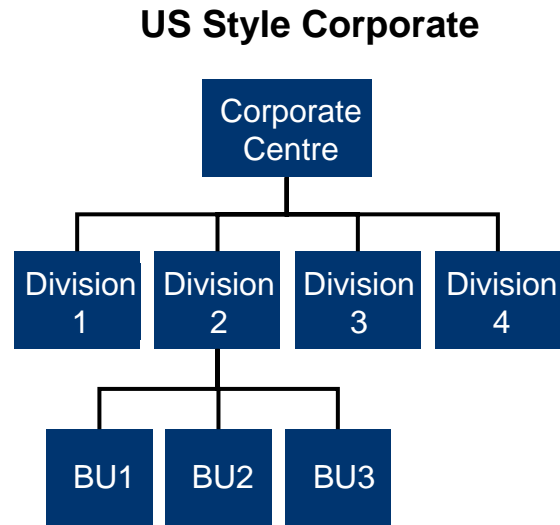 US Style Corporate
Corporate
Centre
Division
1
Division
2
Division
3
Division
4
BU1
BU2
BU3